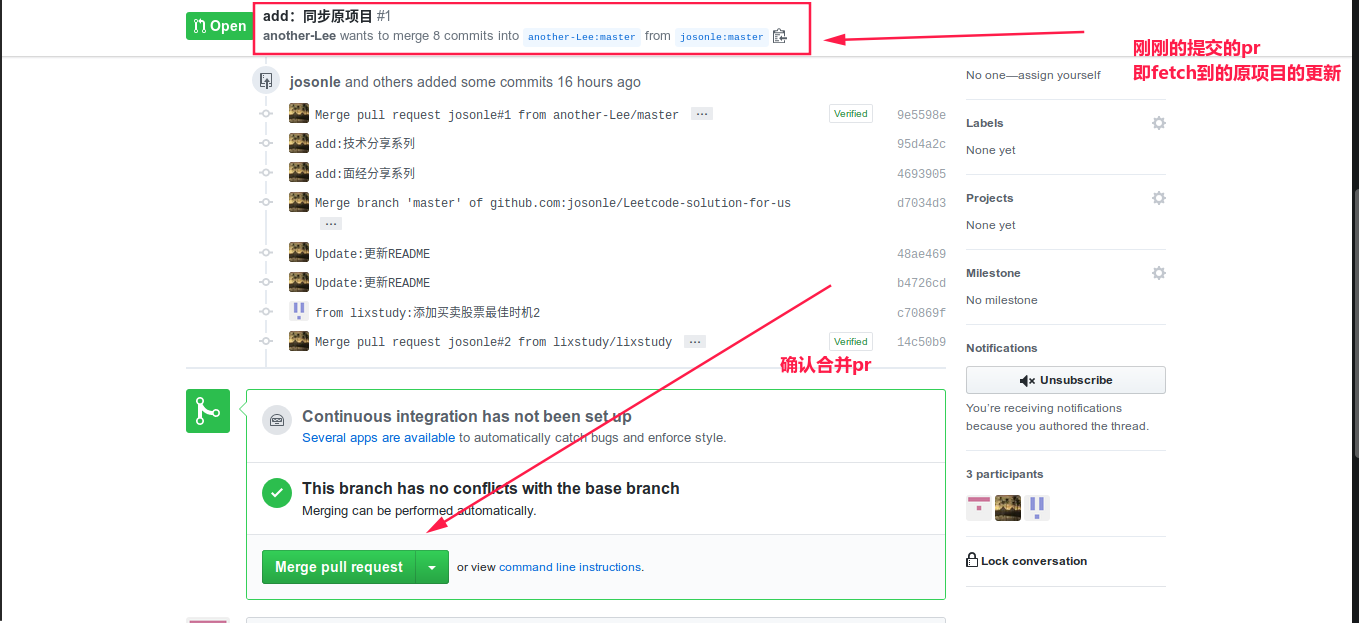 Open
add：同步原项目 #1
another-Lee wants to merge 8 commits into another-Lee:master from josonle:master
刚刚的提交的pr
即fetch到的原项目的更新
josonle and others added some commits 16 hours ago
Merge pull request josonle#1 from another-Lee/master … Verified 9e5598e
add:技术分享系列 95d4a2c
add:面经分享系列 4693905
Merge branch 'master' of github.com:josonle/Leetcode-solution-for-us d7034d3
…
Update:更新README 48ae469
Update:更新README b4726cd
from lixstudy:添加买卖股票最佳时机2 c70869f
Merge pull request josonle#2 from lixstudy/lixstudy … Verified 14c50b9
确认合并pr
Continuous integration has not been set up
Several apps are available to automatically catch bugs and enforce style.
This branch has no conflicts with the base branch
Merging can be performed automatically.
Merge pull request
or view command line instructions.
No one—assign yourself
Labels
None yet
Projects
None yet
Milestone
No milestone
Notifications
Unsubscribe
You’re receiving notifications
because you authored the thread.
3 participants
Lock conversation